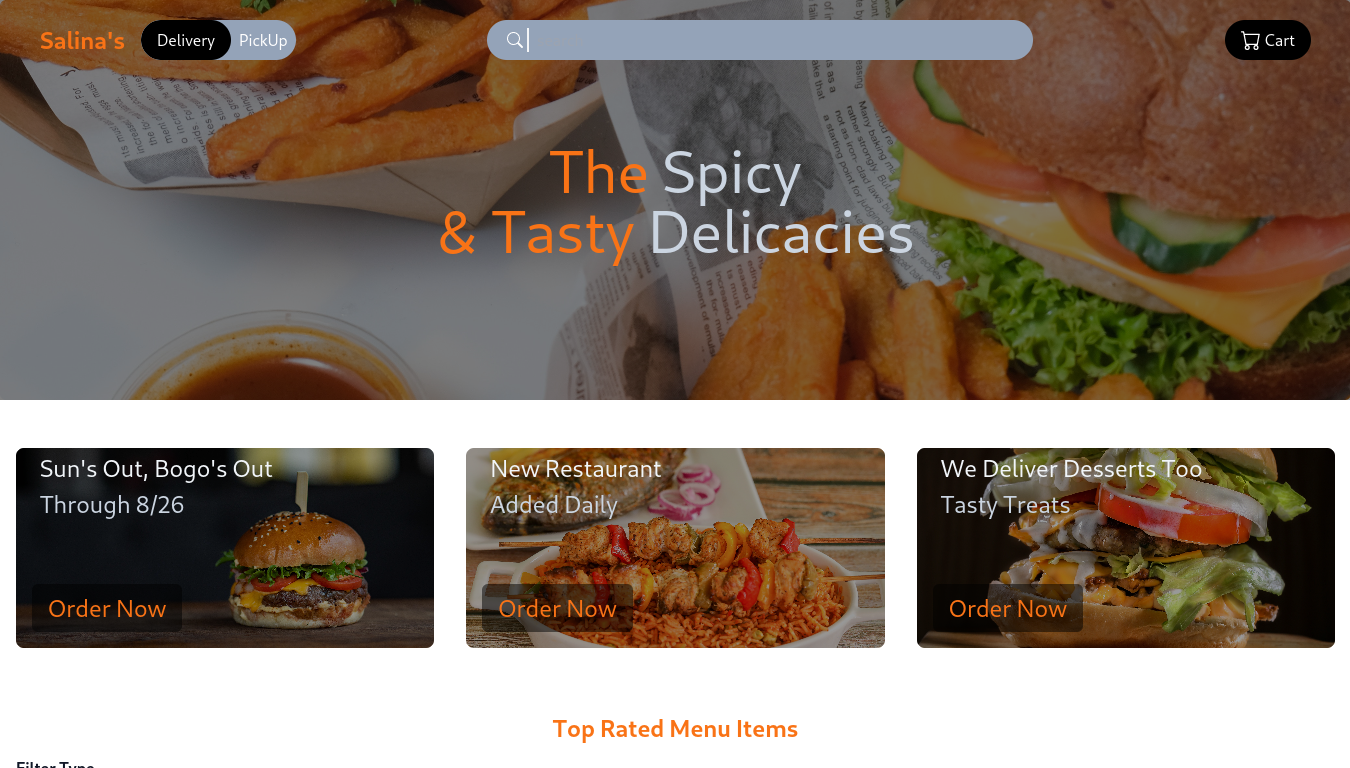 Salina's
Delivery
PickUp
Cart
The Spicy
& Tasty Delicacies
Sun's Out, Bogo's Out
Through 8/26
Order Now
New Restaurant
Added Daily
Order Now
We Deliver Desserts Too
Tasty Treats
Order Now
Top Rated Menu Items
Filter Type